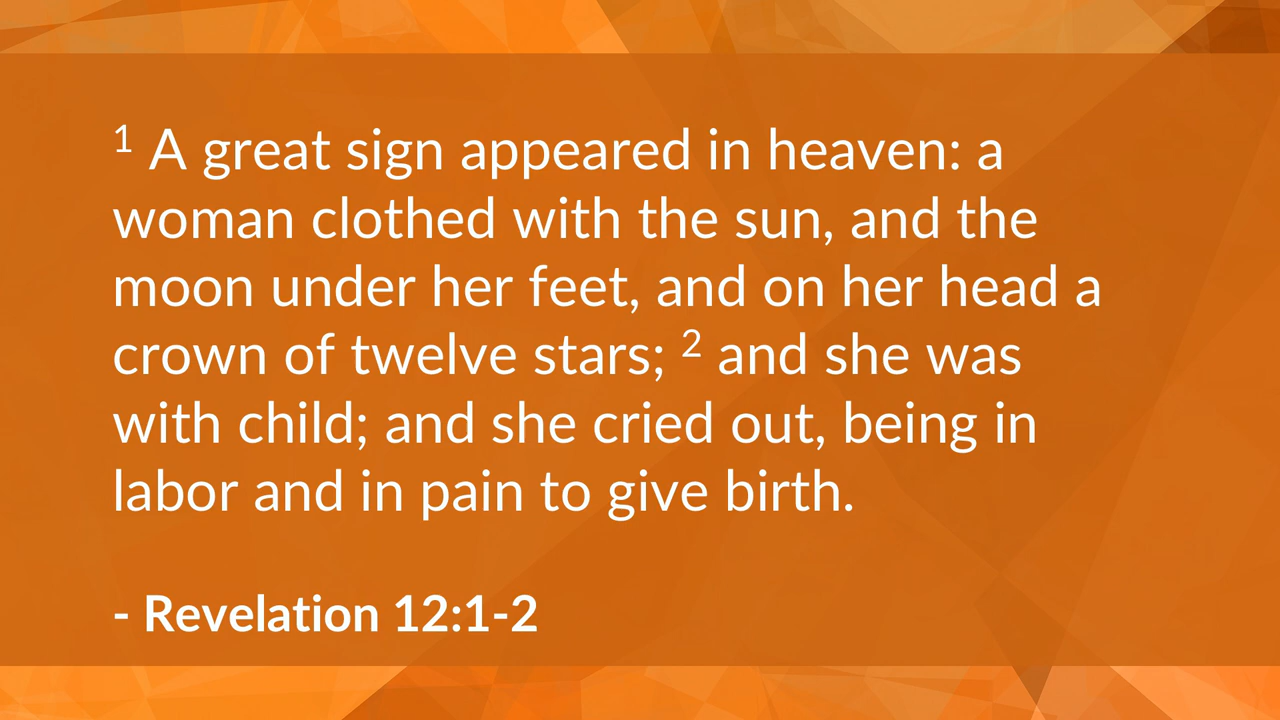 1 A great sign appeared in heaven: a
woman clothed with the sun, and the
moon under her feet, and on her head a
crown of twelve stars; 2 and she was
with child; and she cried out, being in
labor and in pain to give birth.
- Revelation 12:1-2